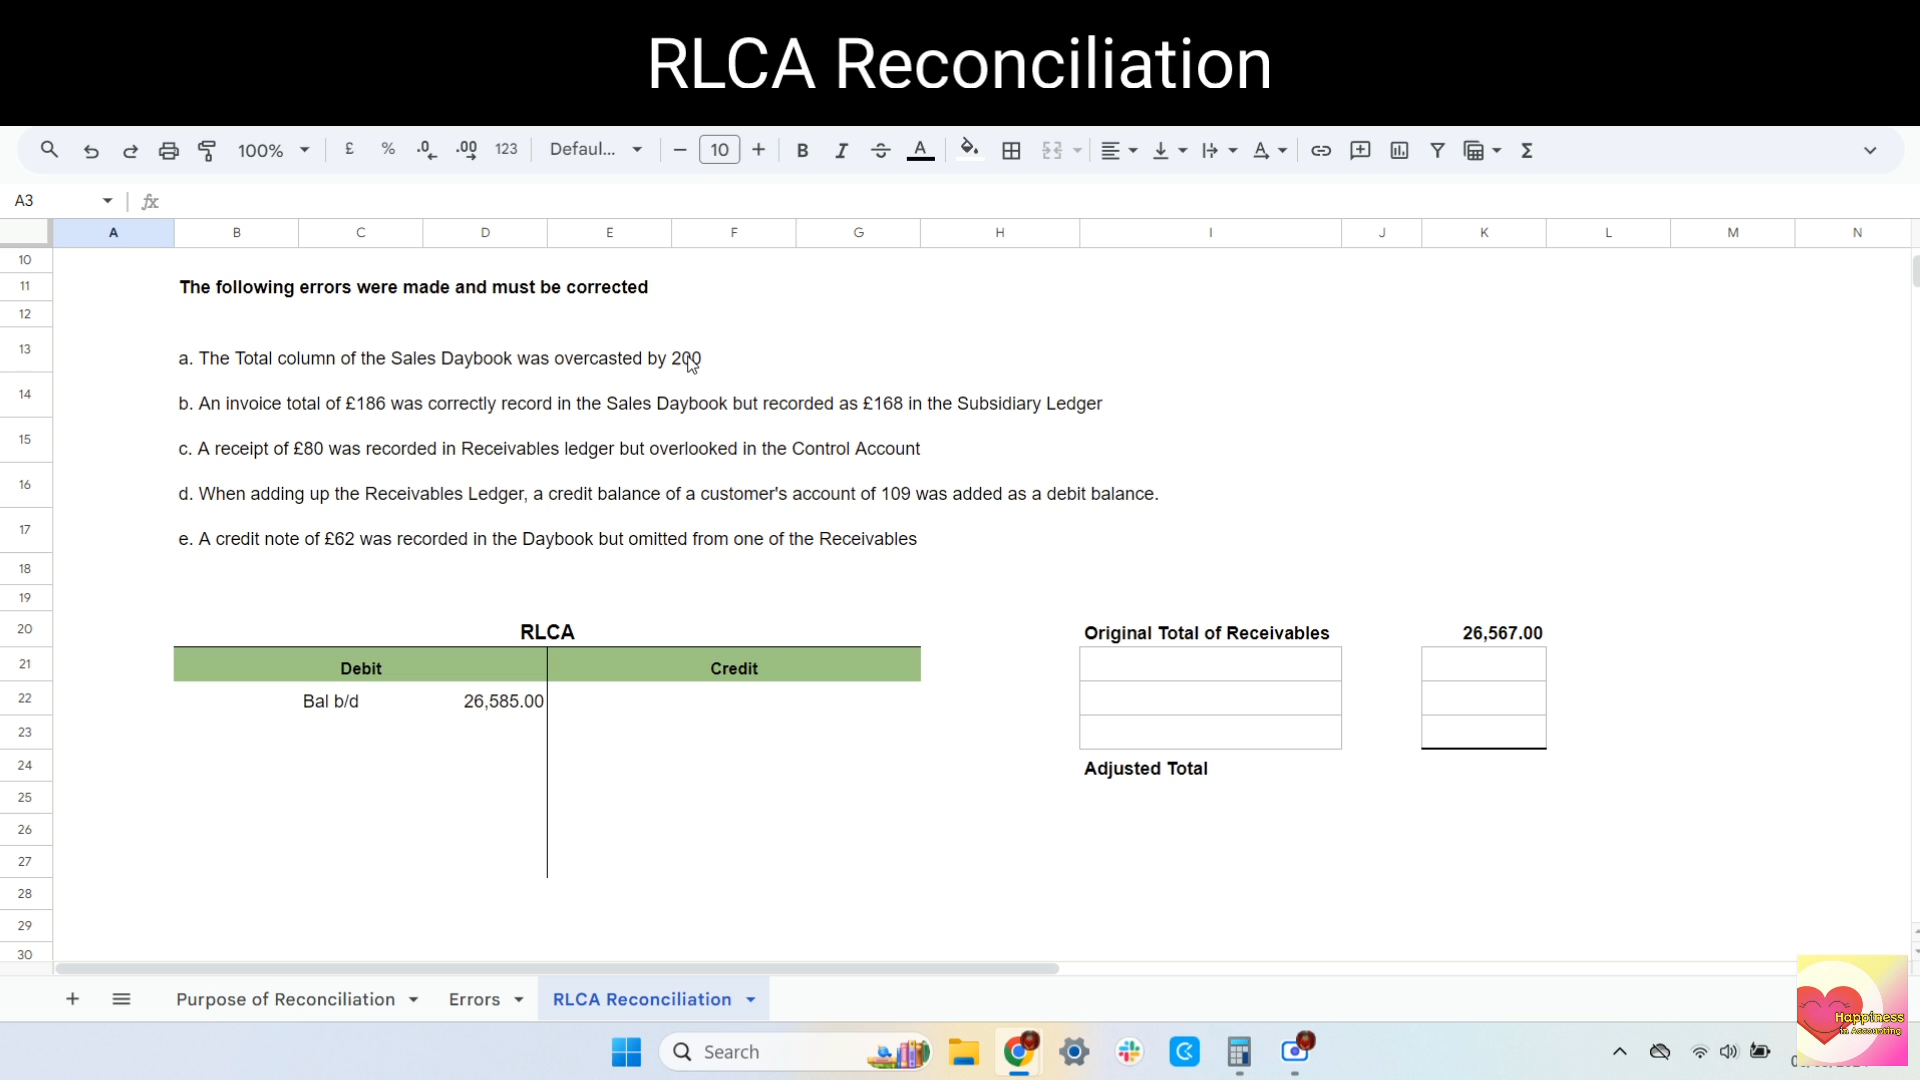 RLCA Reconciliation
100% £ % .0 .00 123 Defaul... 10 B I A Σ
A3 fx
A B C D E F G H I J K L M N
10
11 The following errors were made and must be corrected
12
13 a. The Total column of the Sales Daybook was overcasted by 200
14 b. An invoice total of £186 was correctly record in the Sales Daybook but recorded as £168 in the Subsidiary Ledger
15 c. A receipt of £80 was recorded in Receivables ledger but overlooked in the Control Account
16 d. When adding up the Receivables Ledger, a credit balance of a customer's account of 109 was added as a debit balance.
17 e. A credit note of £62 was recorded in the Daybook but omitted from one of the Receivables
18
19
20 RLCA Original Total of Receivables 26,567.00
21 Debit Credit
22 Bal b/d 26,585.00
23
24 Adjusted Total
25
26
27
28
29
30
Purpose of Reconciliation Errors RLCA Reconciliation
Happiness
in Accounting
Search